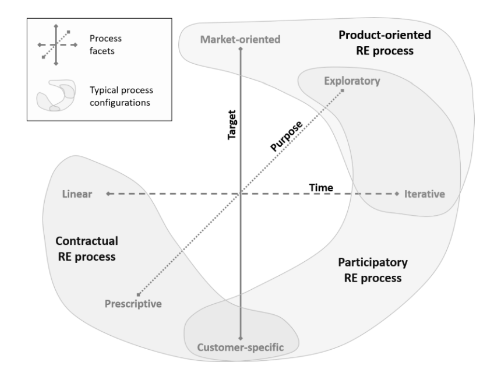 Process
facets
Typical process
configurations
Market-oriented
Product-oriented
RE process
Exploratory
Target
Purpose
Time
Linear
Iterative
Contractual
RE process
Participatory
RE process
Prescriptive
Customer-specific